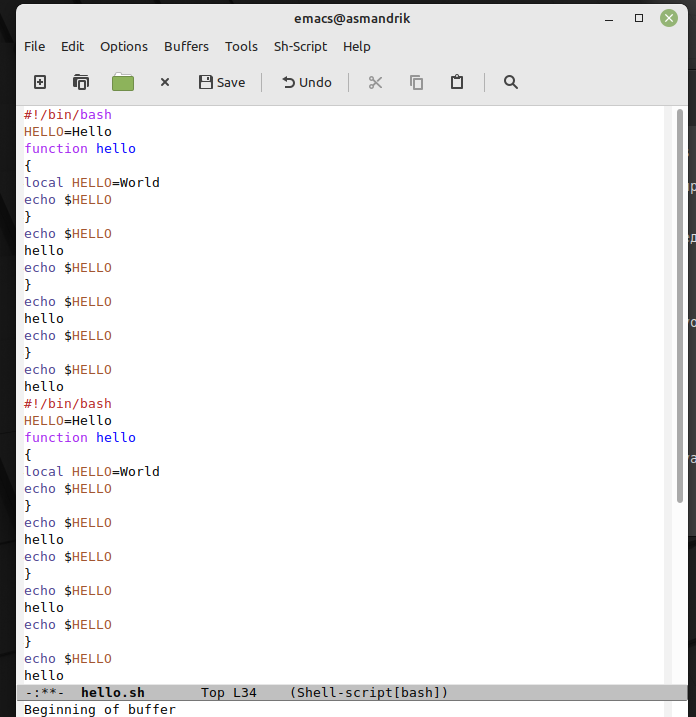 emacs@asmandrik
File Edit Options Buffers Tools Sh-Script Help
Save Undo
#!/bin/bash
HELLO=Hello
function hello
{
local HELLO=World
echo $HELLO
}
echo $HELLO
hello
echo $HELLO
}
echo $HELLO
hello
echo $HELLO
}
echo $HELLO
hello
#!/bin/bash
HELLO=Hello
function hello
{
local HELLO=World
echo $HELLO
}
echo $HELLO
hello
echo $HELLO
}
echo $HELLO
hello
echo $HELLO
}
echo $HELLO
hello
-:**- hello.sh Top L34 (Shell-script[bash])
Beginning of buffer